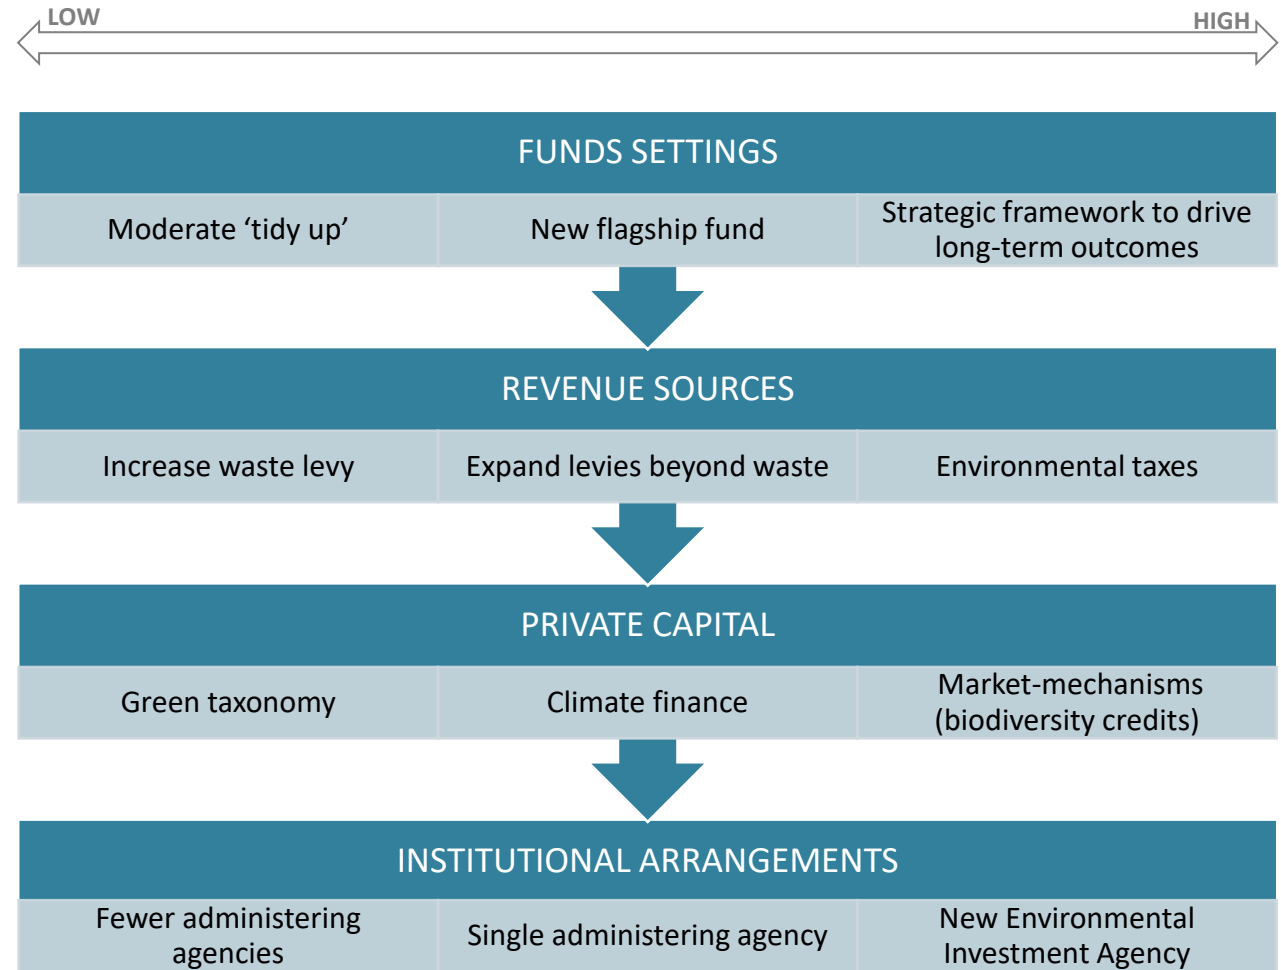 LOW
HIGH
FUNDS SETTINGS
Moderate ‘tidy up’
New flagship fund
Strategic framework to drive
long-term outcomes
REVENUE SOURCES
Increase waste levy
Expand levies beyond waste
Environmental taxes
PRIVATE CAPITAL
Green taxonomy
Climate finance
Market-mechanisms
(biodiversity credits)
INSTITUTIONAL ARRANGEMENTS
Fewer administering
agencies
Single administering agency
New Environmental
Investment Agency